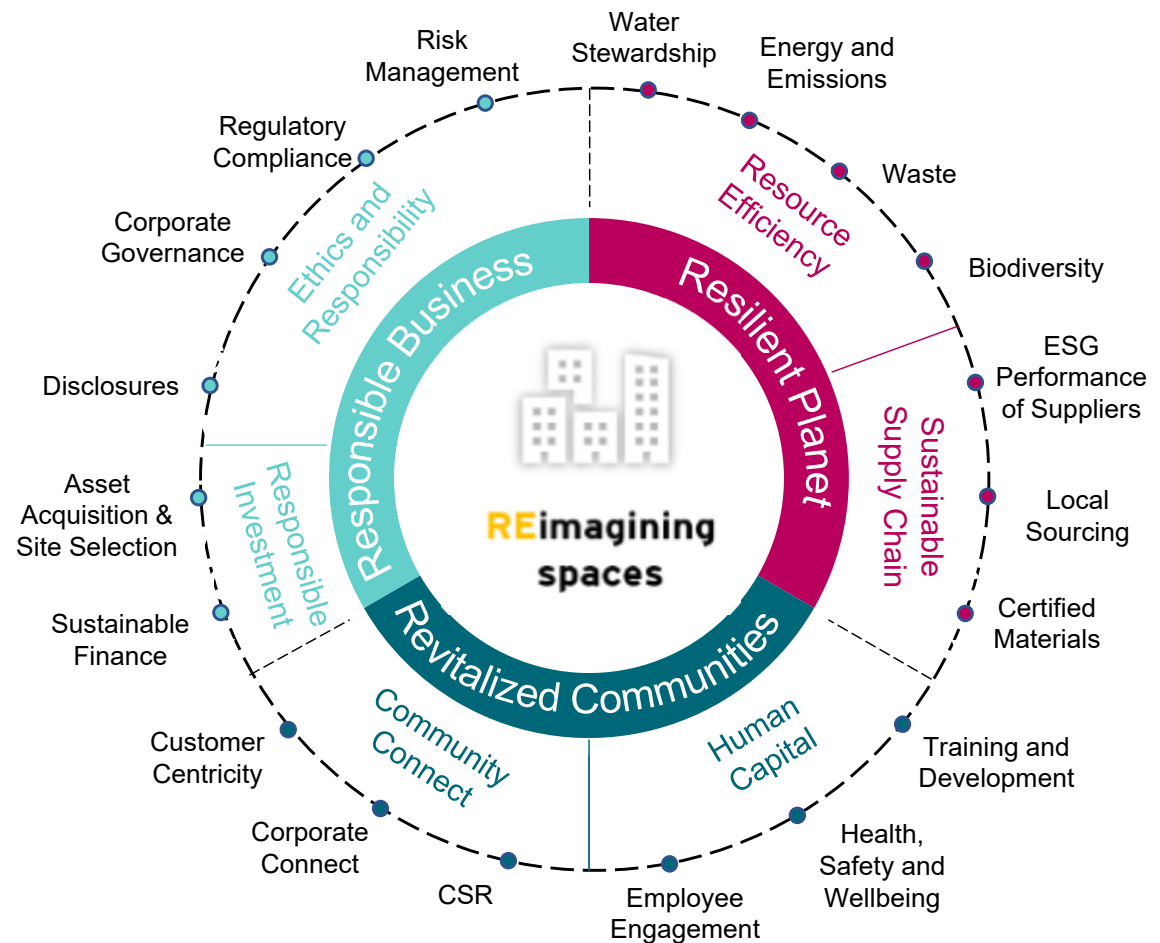 Risk
Management
Water
Stewardship
Energy and
Emissions
Regulatory
Compliance
Waste
Corporate
Governance
Biodiversity
Ethics and
Responsibility
Resource
Efficiency
Responsible Business
Resilient Planet
Disclosures
ESG
Performance
of Suppliers
Sustainable
Supply Chain
Asset
Acquisition &
Site Selection
Responsible
Investment
REimagining
spaces
Local
Sourcing
Sustainable
Finance
Certified
Materials
Revitalized Communities
Community
Connect
Human
Capital
Customer
Centricity
Training and
Development
Corporate
Connect
Health,
Safety and
Wellbeing
CSR
Employee
Engagement